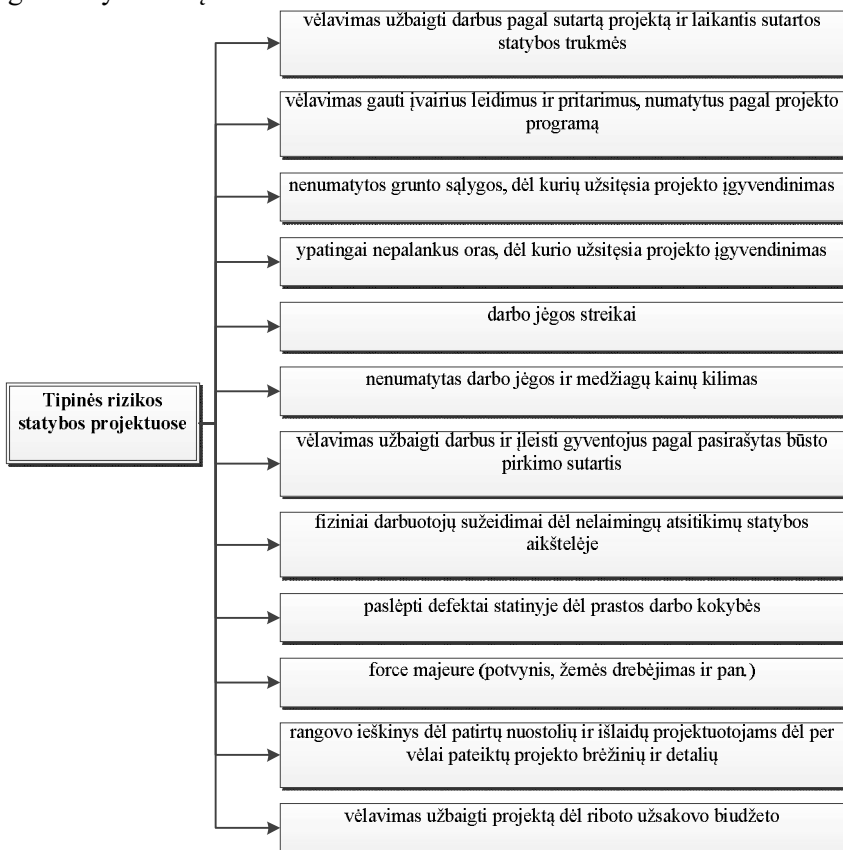 vėlavimas užbaigti darbus pagal sutartą projektą ir laikantis sutartos
statybos trukmės
vėlavimas gauti įvairius leidimus ir pritarimus, numatytus pagal projekto
programą
nenumatytos grunto sąlygos, dėl kurių užsitęsia projekto įgyvendinimas
ypatingai nepalankus oras, dėl kurio užsitęsia projekto įgyvendinimas
darbo jėgos streikai
Tipinės rizikos
statybos projektuose
nenumatytas darbo jėgos ir medžiagų kainų kilimas
vėlavimas užbaigti darbus ir įleisti gyventojus pagal pasirašytas būsto
pirkimo sutartis
fiziniai darbuotojų sužeidimai dėl nelaimingų atsitikimų statybos
aikštelėje
paslėpti defektai statinyje dėl prastos darbo kokybės
force majeure (potvynis, žemės drebėjimas ir pan.)
rangovo ieškinys dėl patirtų nuostolių ir išlaidų projektuotojams dėl per
vėlai pateiktų projekto brėžinių ir detalių
vėlavimas užbaigti projektą dėl riboto užsakovo biudžeto